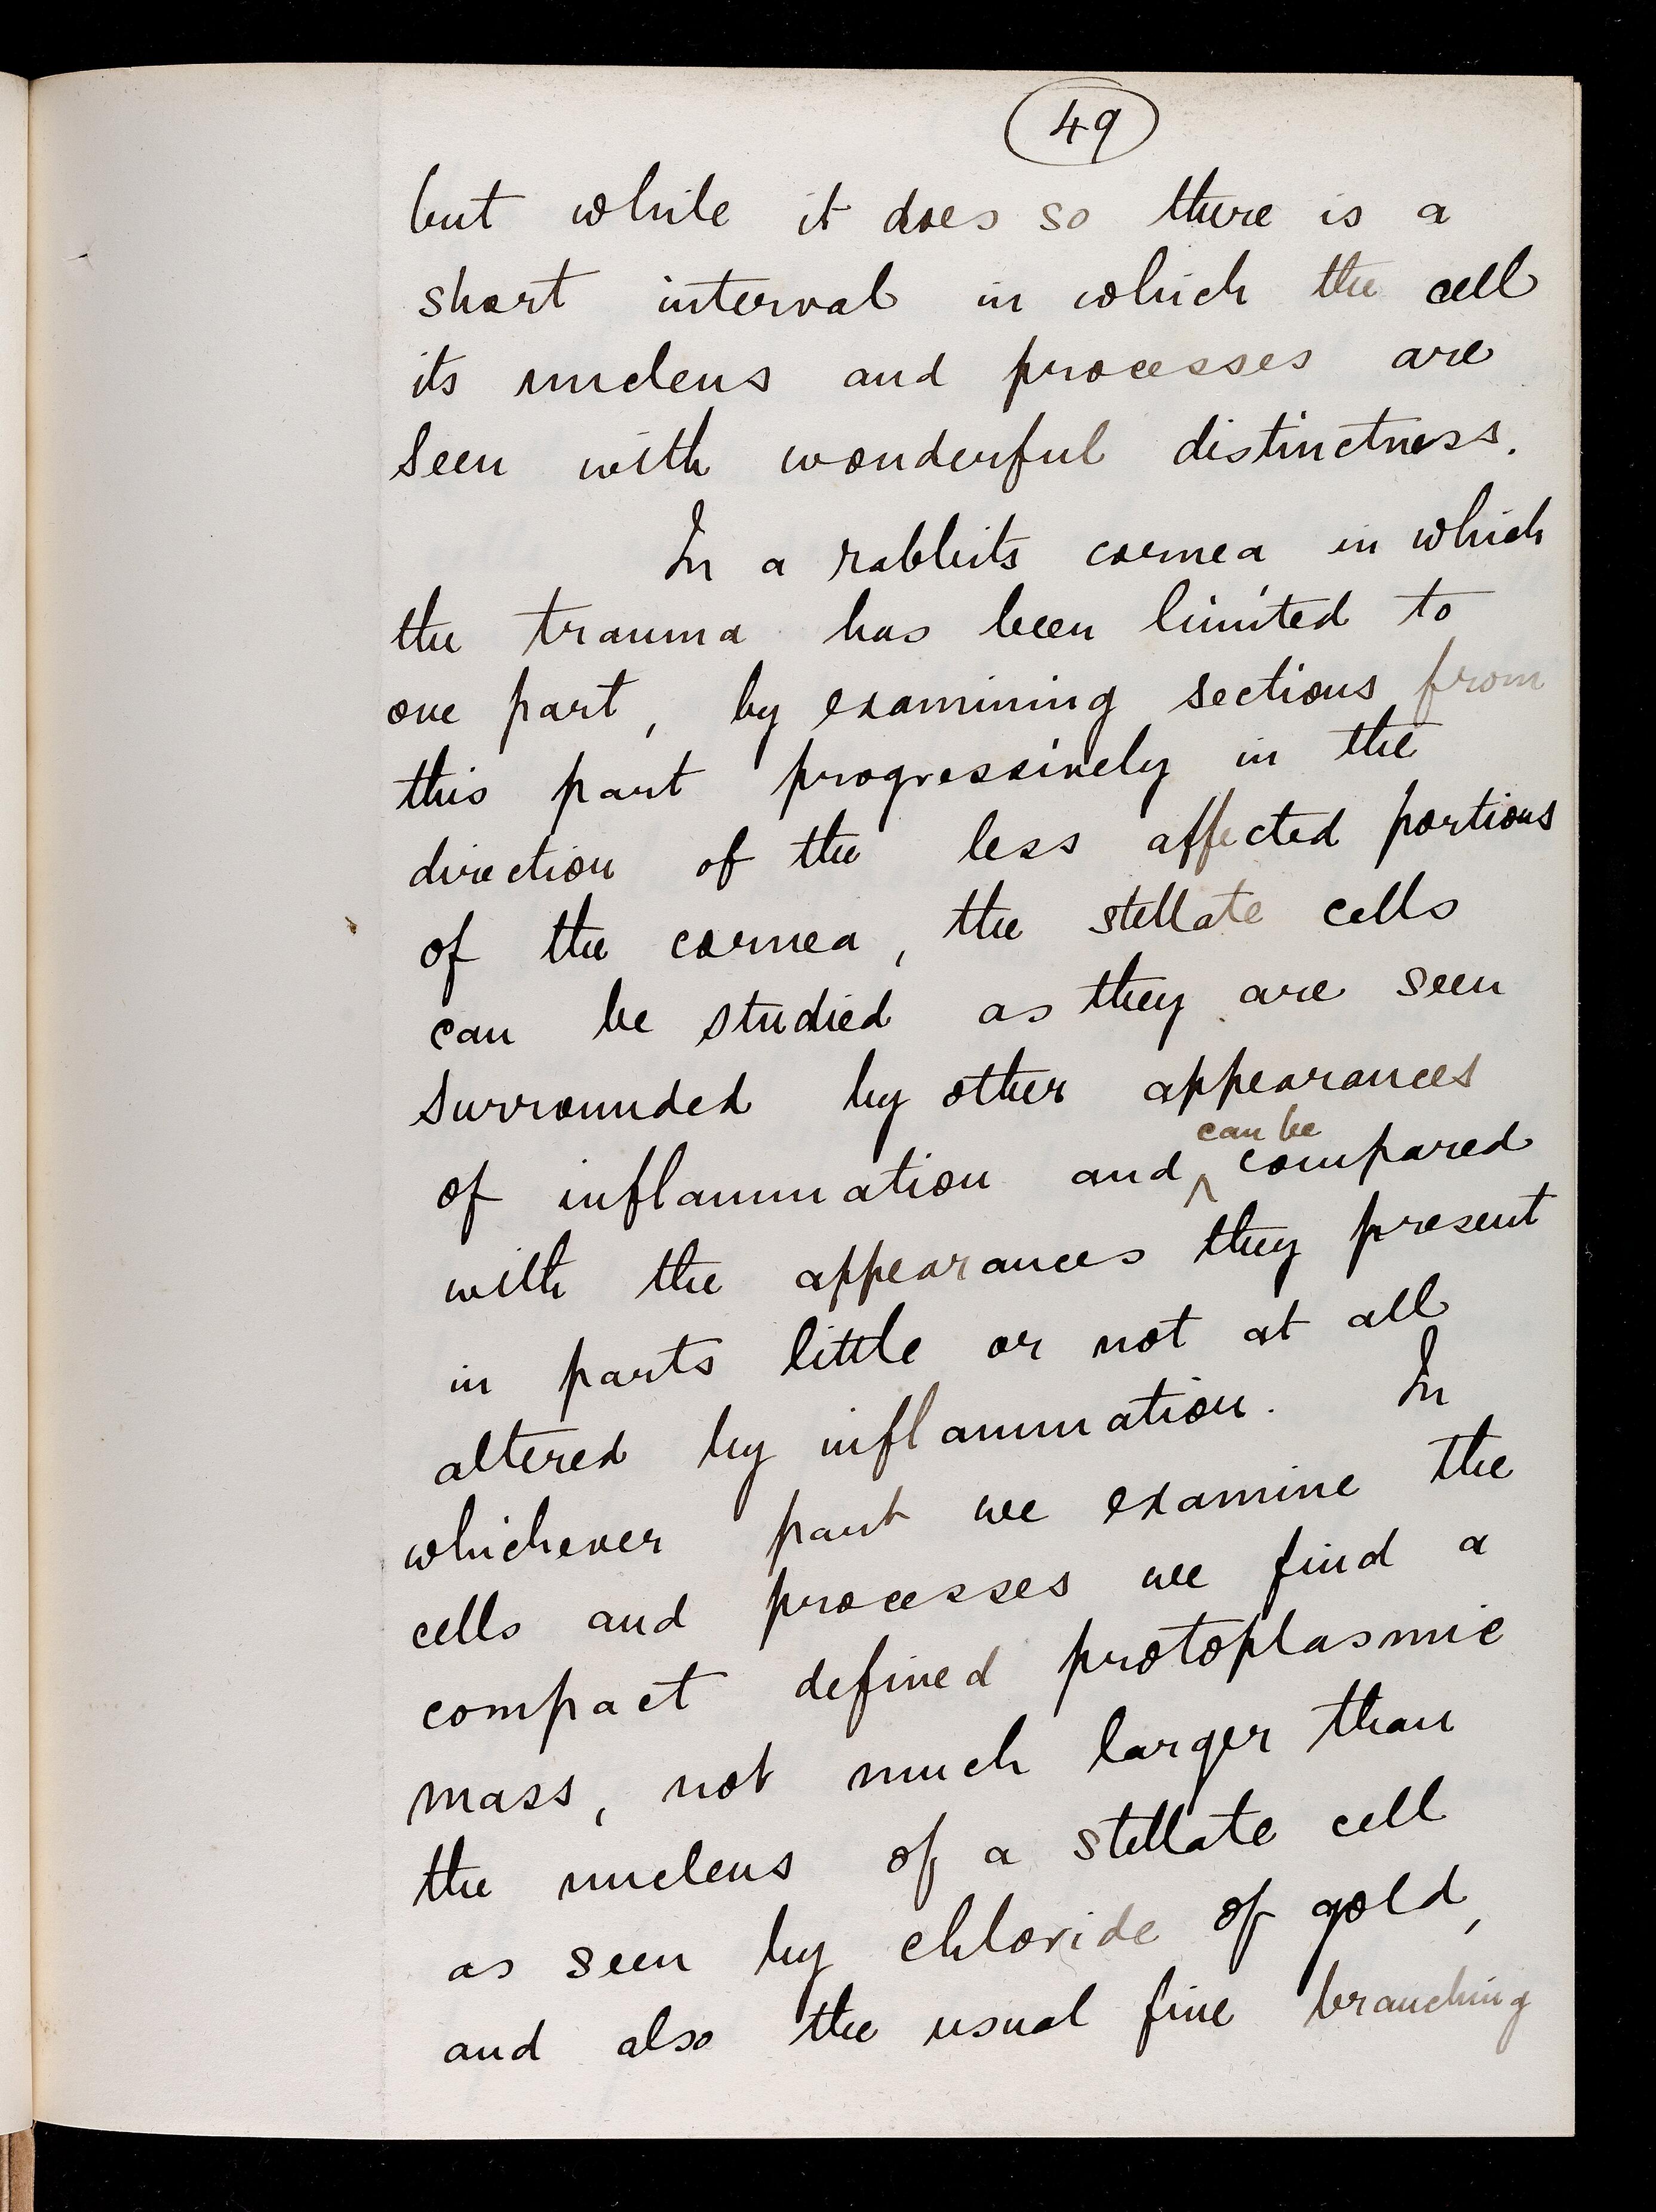 49
but while it does so there is a
short interval in which the cell
its nucleus and processes are
seen with wonderful distinctness.
In a rabbits cornea in which
the trauma has been limited to
one part, by examining sections from
this part progressively in the
direction of the less affected portions
of the cornea, the stellate cells
can be studied as they are seen
surrounded by other appearances
can be
of inflammation and ^ compared
with the appearances they present
in parts little or not at all
altered by inflammation. In
whichever part we examine the
cells and processes we find a
compact defined protoplasmic
mass, not much larger than
the nucleus of a stellate cell
as seen by chloride of gold,
and also the usual fine branching